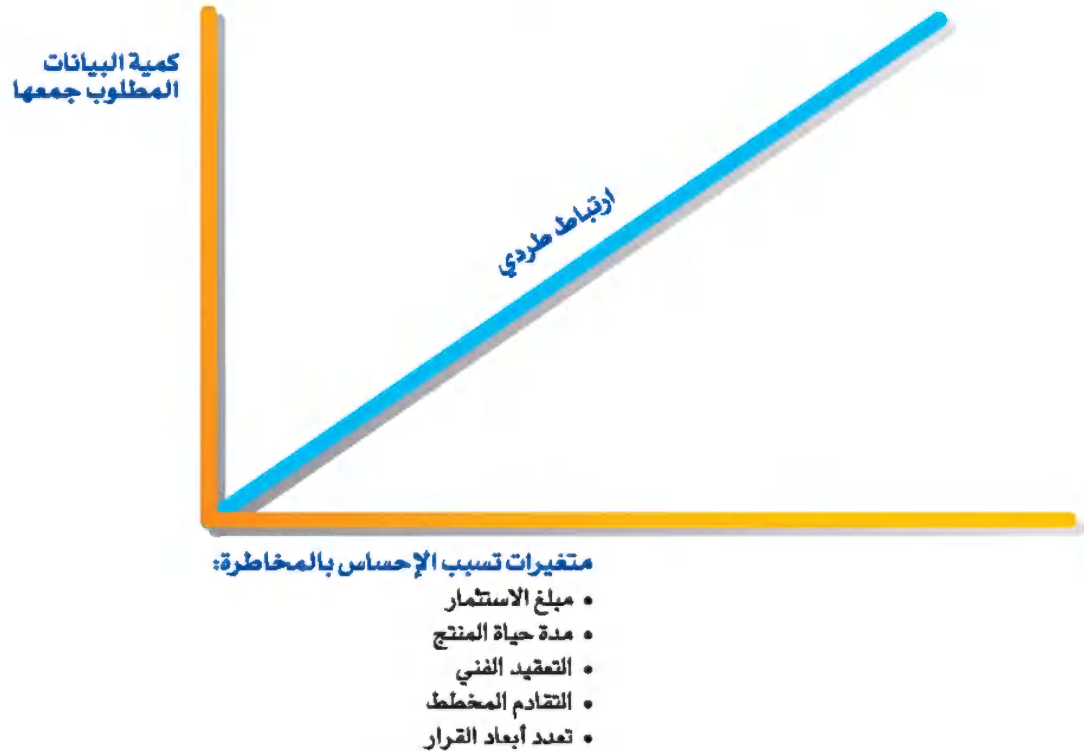 كمية البيانات
المطلوب جمعها
ارتباط طردي
متغيرات تسبب الإحساس بالمخاطرة:
• مبلغ الاستثمار
• مدة حياة المنتج
• التعقيد الفني
• التقادم المخطط
• تعدد أبعاد القرار